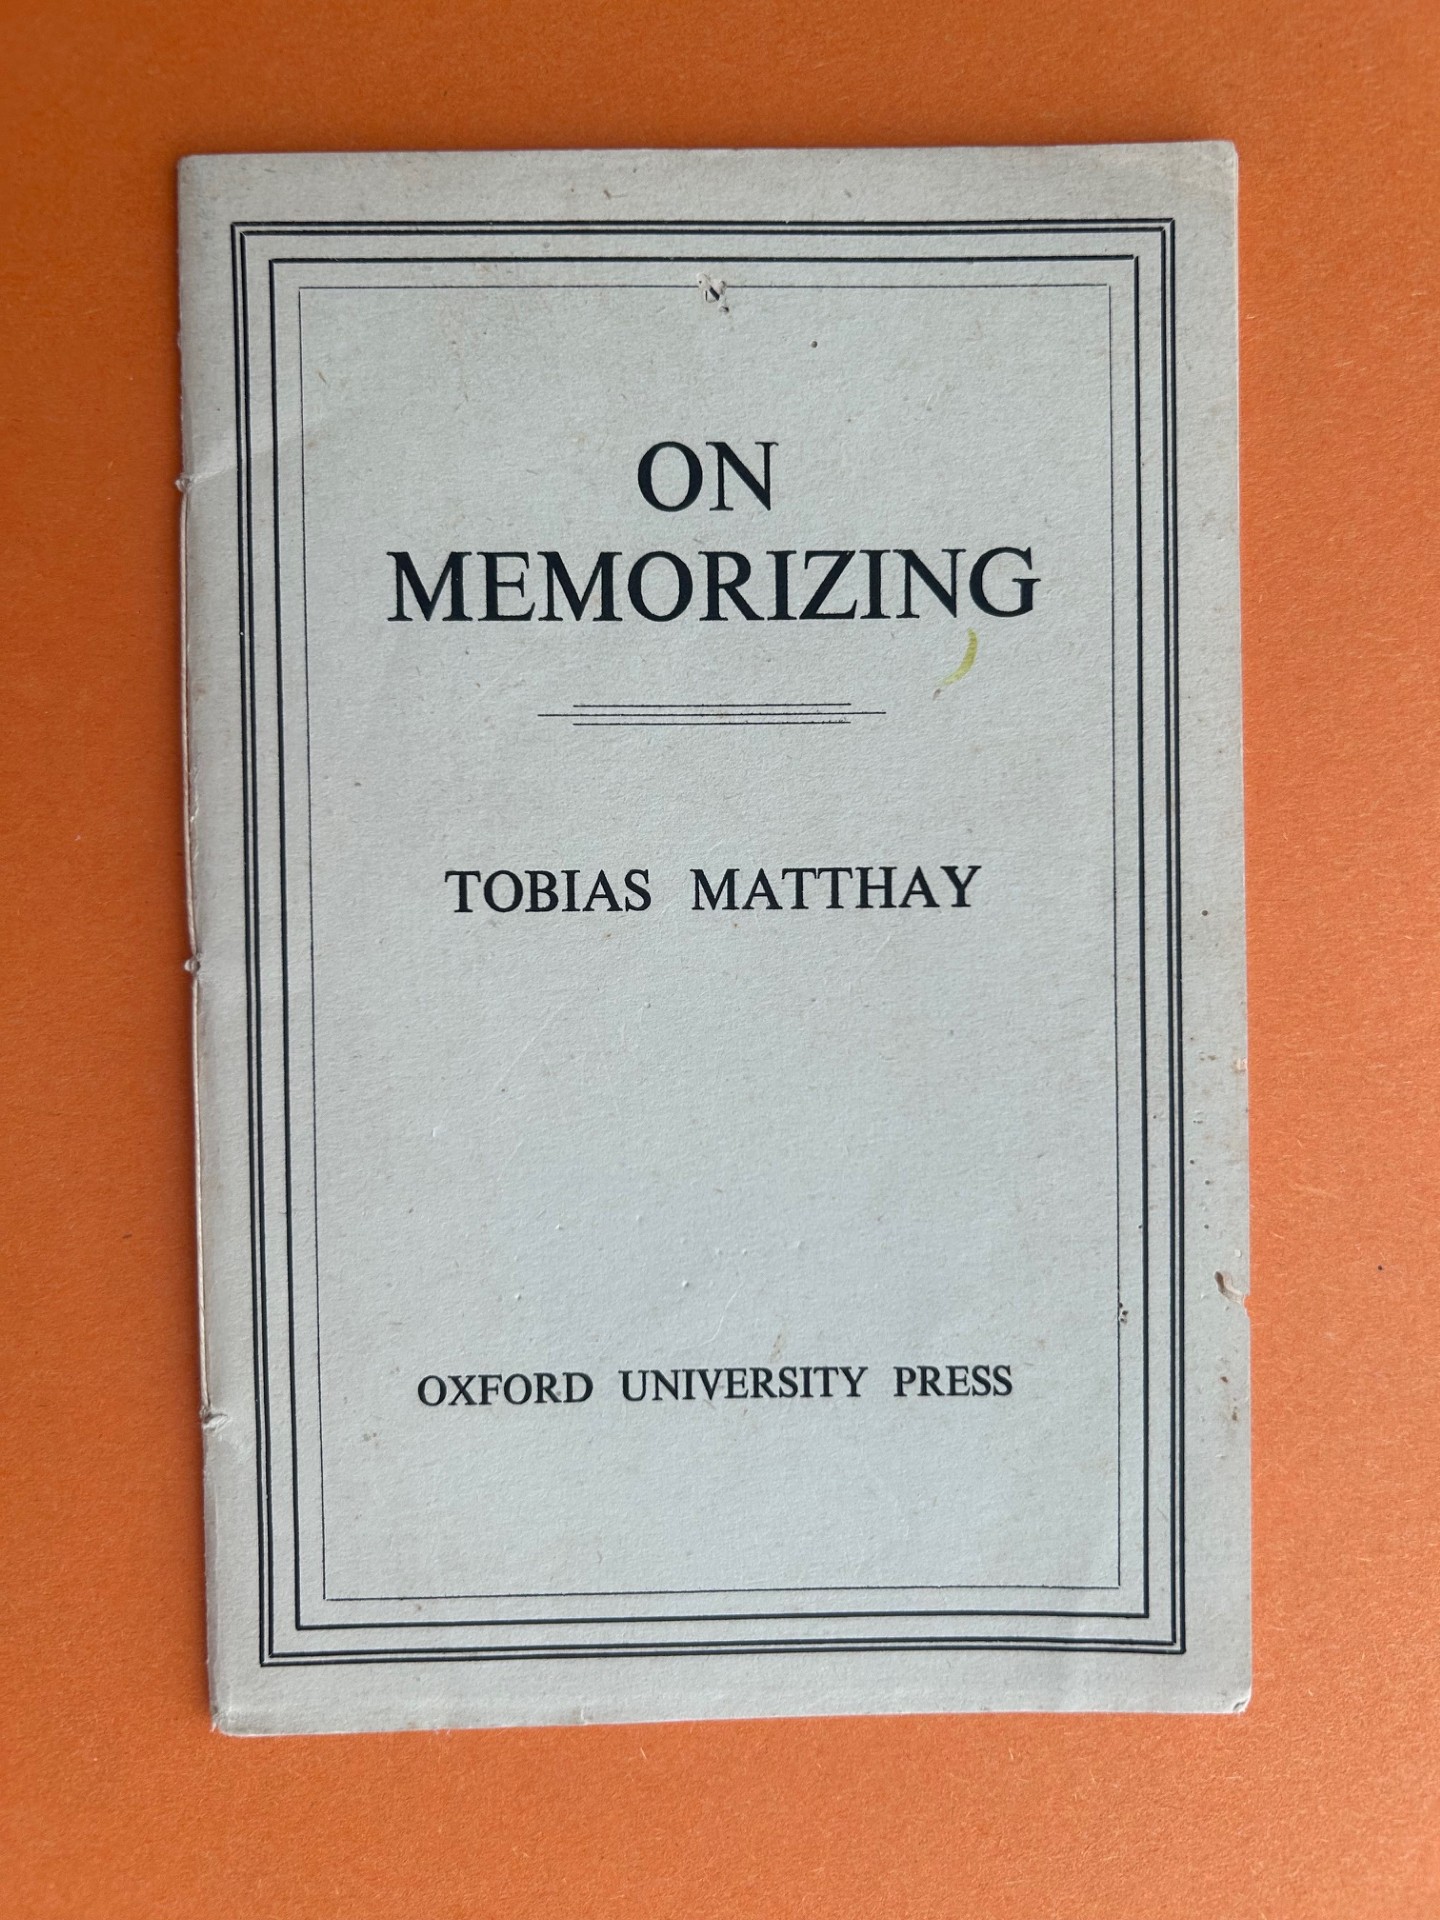 ON
MEMORIZING
TOBIAS MATTHAY
OXFORD UNIVERSITY PRESS